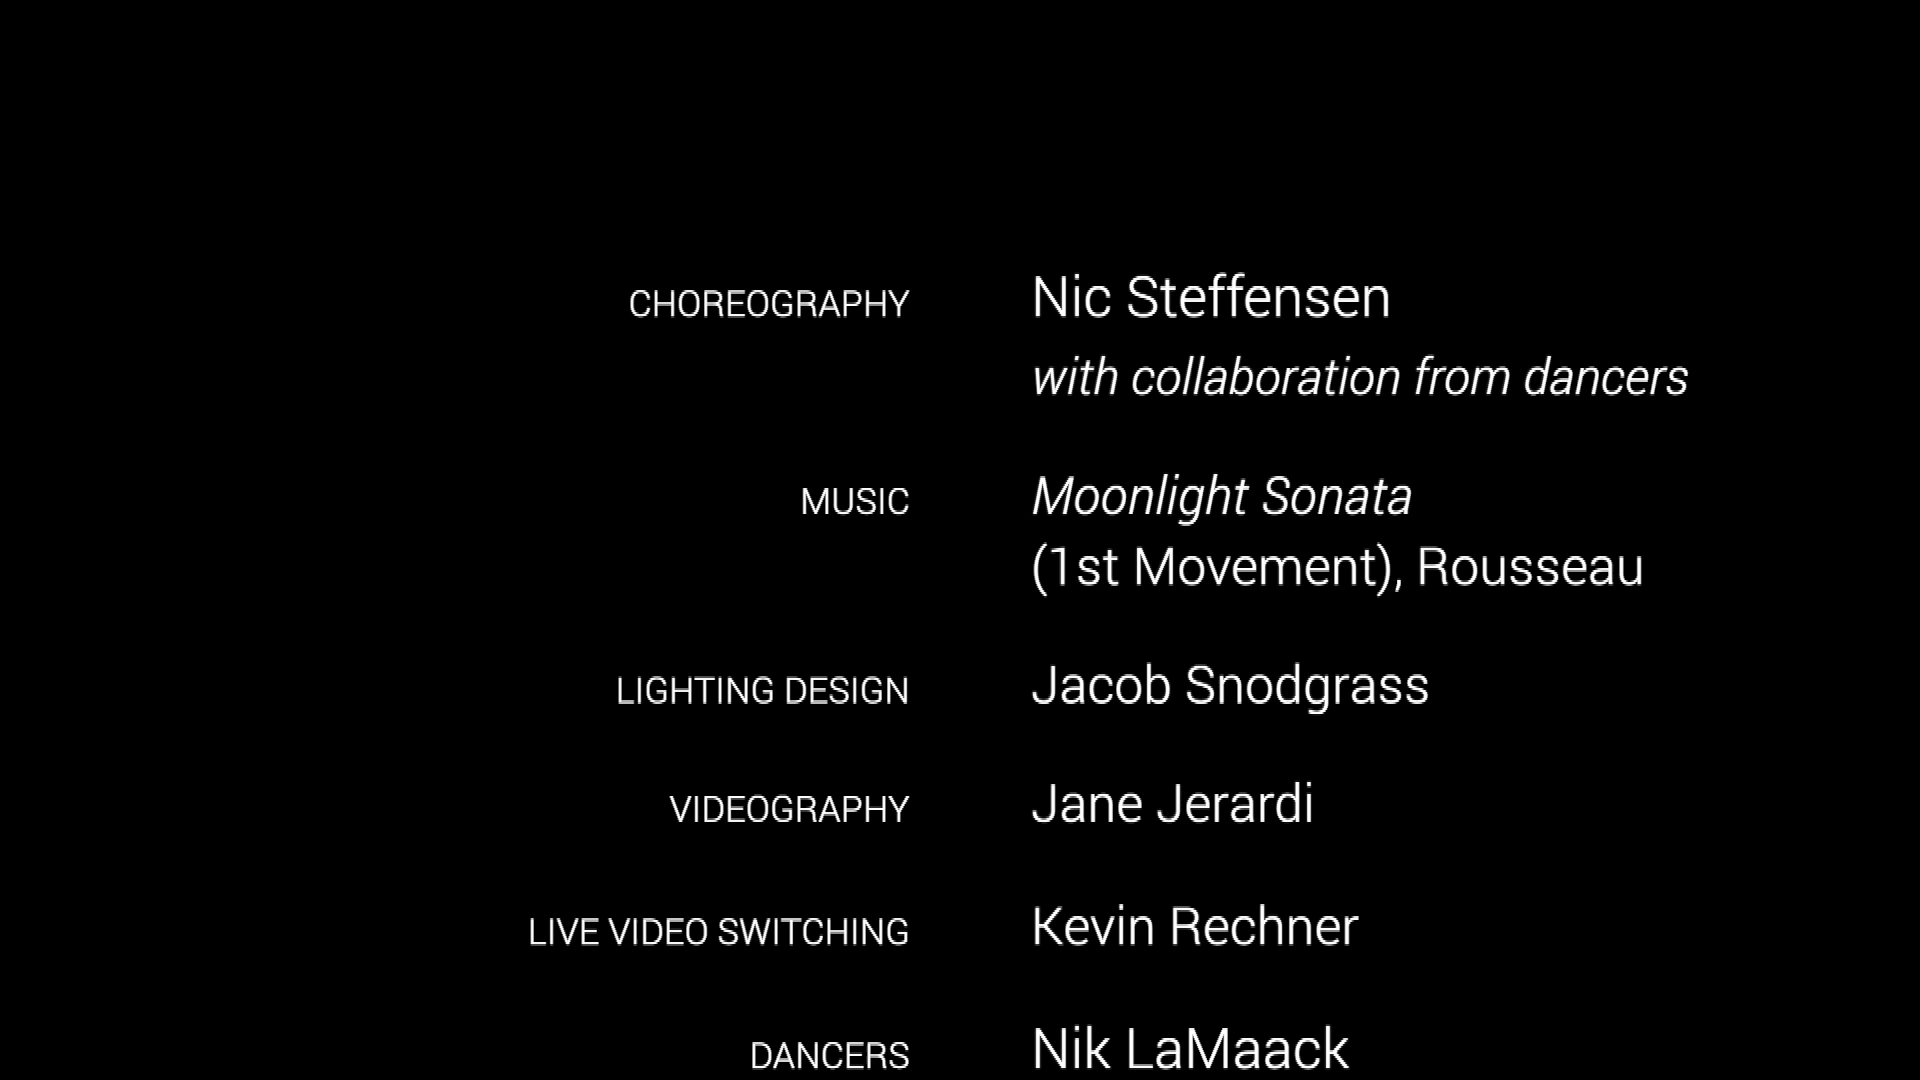 CHOREOGRAPHY Nic Steffensen
with collaboration from dancers
MUSIC Moonlight Sonata
(1st Movement), Rousseau
LIGHTING DESIGN Jacob Snodgrass
VIDEOGRAPHY Jane Jerardi
LIVE VIDEO SWITCHING Kevin Rechner
DANCERS Nik LaMaack